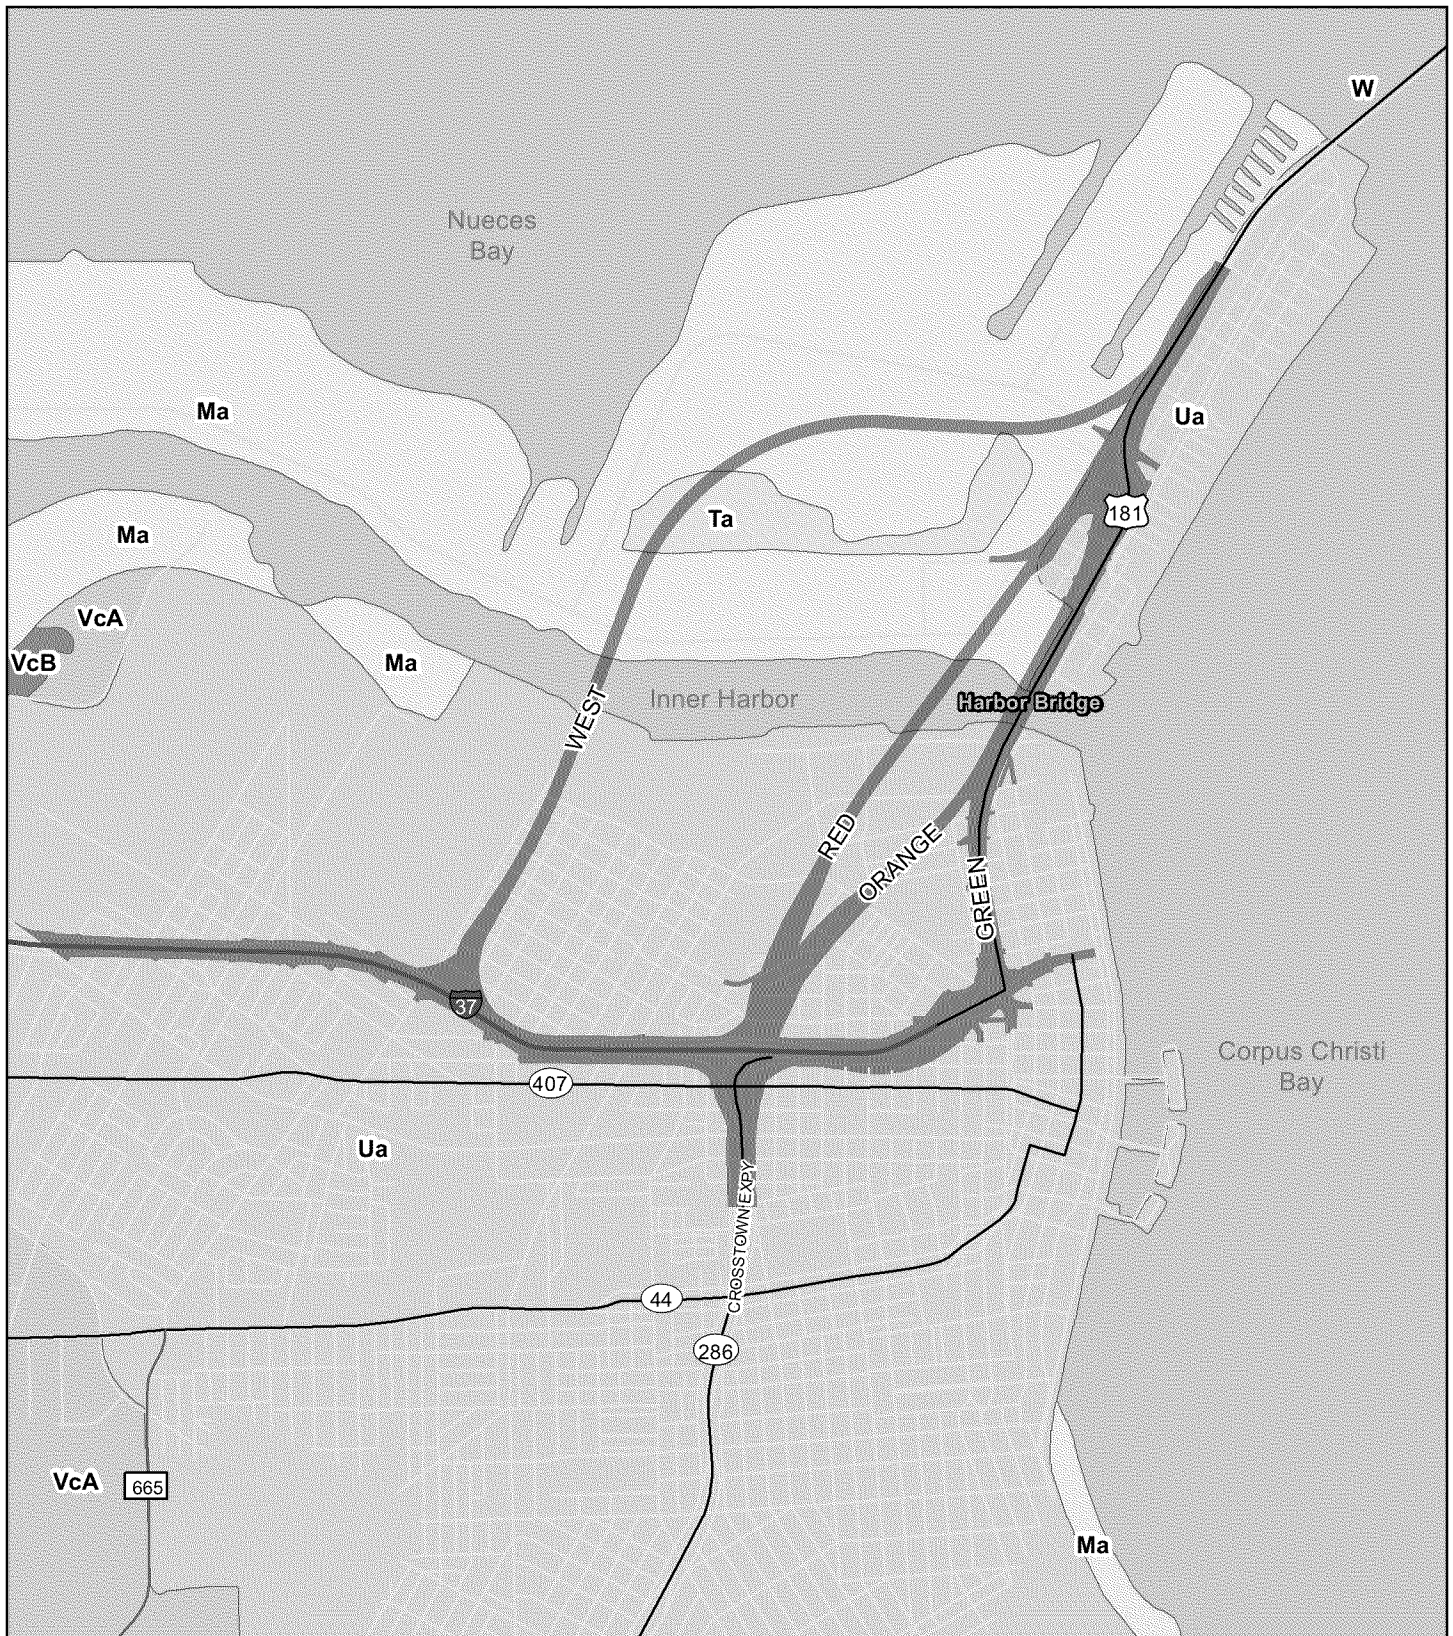 W
Nueces
Bay
Ma
Ua
Ta
181
Ma
VcA
VcB
Ma
Inner Harbor
Harbor Bridge
WEST
RED
ORANGE
GREEN
37
Corpus Christi
Bay
407
Ua
CROSSTOWN EXPY
44
286
VcA
665
Ma